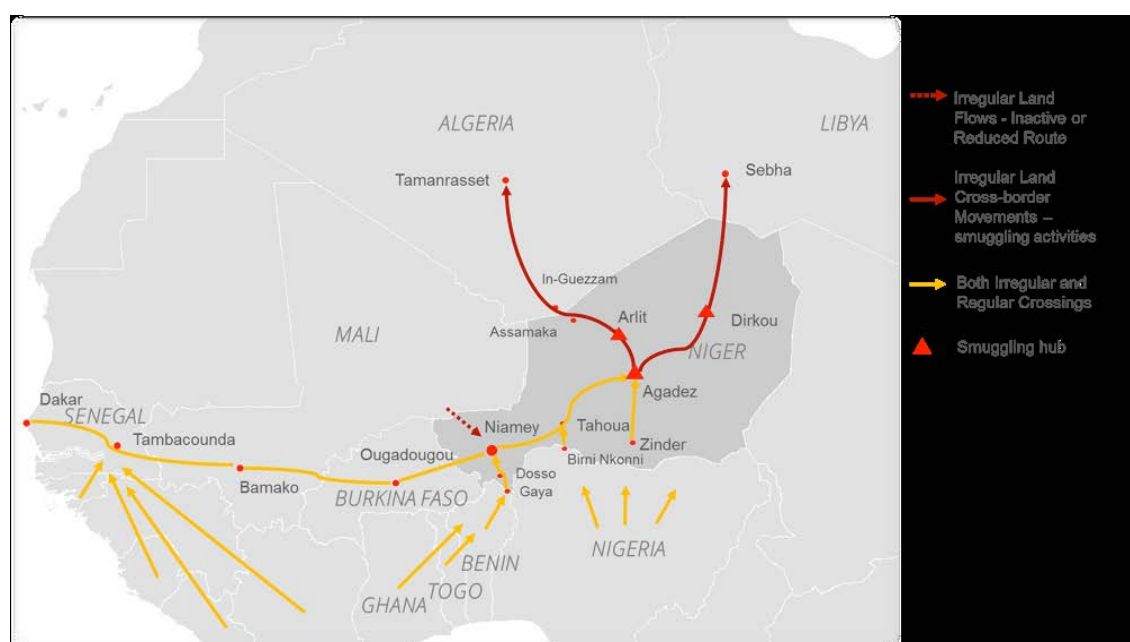 ALGERIA
LIBYA
Tamanrasset
Sebha
In-Guezzam
Assamaka
Arlit
Dirkou
MALI
NIGER
Agadez
Dakar
SENEGAL
Tambacounda
Niamey
Tahoua
Zinder
Ougadougou
Birni Nkonni
Bamako
Dosso
Gaya
BURKINA FASO
NIGERIA
BENIN
TOGO
GHANA
Irregular Land
Flows - Inactive or
Reduced Route
Irregular Land
Cross-border
Movements –
smuggling activities
Both Irregular and
Regular Crossings
Smuggling hub